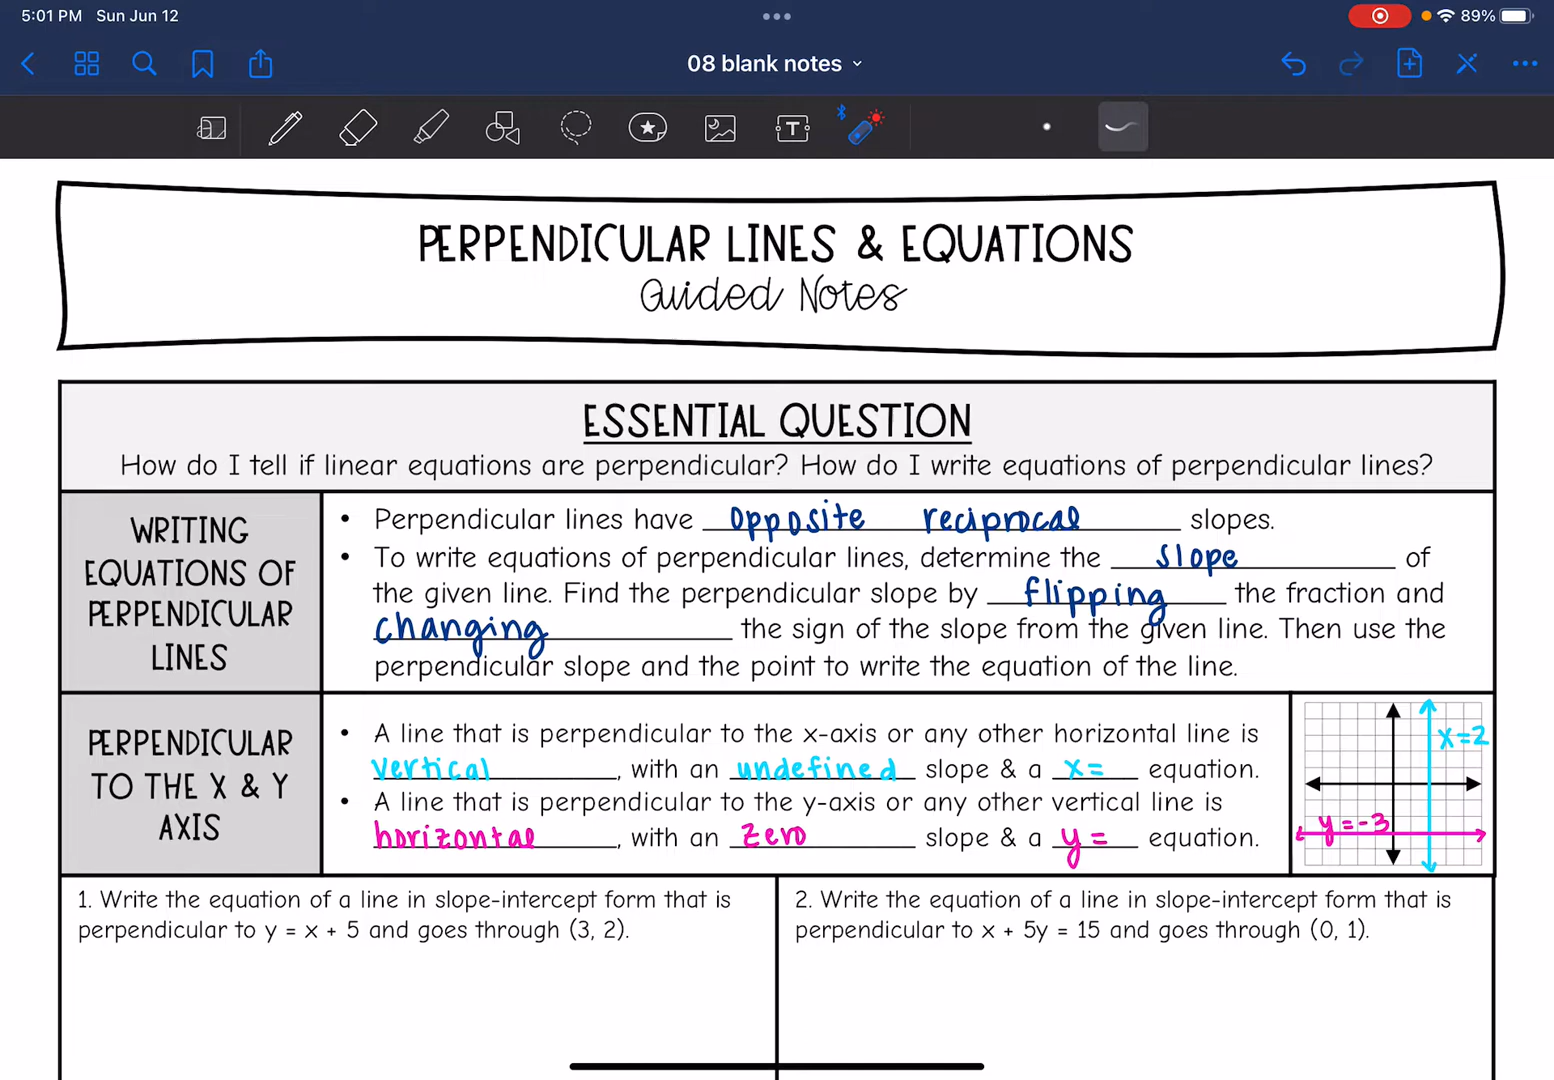 5:01 PM Sun Jun 12
89%
08 blank notes
T
PERPENDICULAR LINES & EQUATIONS
Guided Notes
ESSENTIAL QUESTION
How do I tell if linear equations are perpendicular? How do I write equations of perpendicular lines?
WRITING
EQUATIONS OF
PERPENDICULAR
LINES
• Perpendicular lines have opposite reciprocal slopes.
• To write equations of perpendicular lines, determine the slope of
the given line. Find the perpendicular slope by flipping the fraction and
changing the sign of the slope from the given line. Then use the
perpendicular slope and the point to write the equation of the line.
PERPENDICULAR
TO THE X & Y
AXIS
• A line that is perpendicular to the x-axis or any other horizontal line is
vertical, with an undefined slope & a x= equation.
• A line that is perpendicular to the y-axis or any other vertical line is
horizontal, with an zero slope & a y= equation.
x=2
y=-3
1. Write the equation of a line in slope-intercept form that is
perpendicular to y = x + 5 and goes through (3, 2).
2. Write the equation of a line in slope-intercept form that is
perpendicular to x + 5y = 15 and goes through (0, 1).